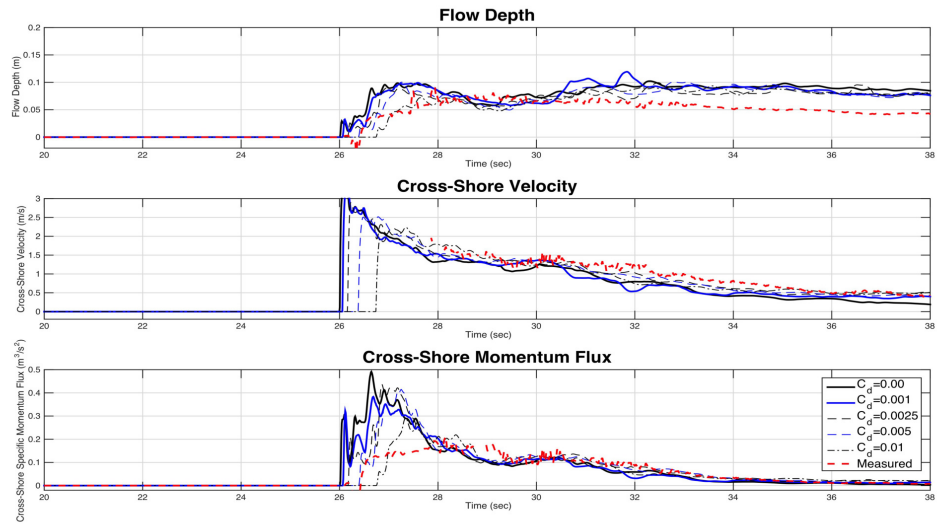 Flow Depth
Flow Depth (m)
0.2
0.15
0.1
0.05
0
20 22 24 26 28 30 32 34 36 38
Time (sec)
Cross-Shore Velocity
Cross-Shore Velocity (m/s)
3
2.5
2
1.5
1
0.5
0
20 22 24 26 28 30 32 34 36 38
Time (sec)
Cross-Shore Momentum Flux
Cross-Shore Specific Momentum Flux (m³/s²)
0.5
0.4
0.3
0.2
0.1
0
20 22 24 26 28 30 32 34 36 38
Time (sec)
C_d=0.00
C_d=0.001
C_d=0.0025
C_d=0.005
C_d=0.01
Measured